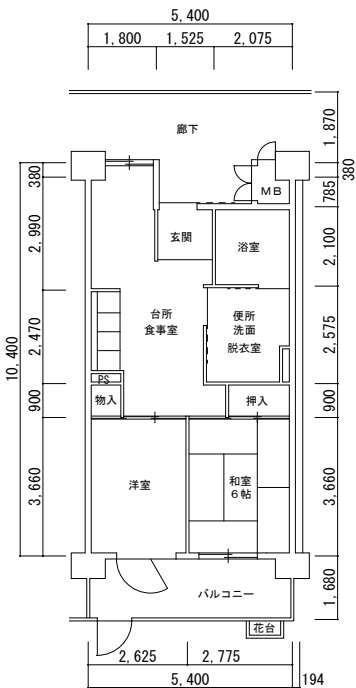 5,400
1,800 1,525 2,075
廊下
1,870
380
380
MB
785
玄関
浴室
2,990
2,100
台所
食事室
便所
洗面
脱衣室
10,400
2,470
2,575
PS
物入
押入
900
900
洋室
和室
6帖
3,660
3,660
バルコニー
1,680
花台
2,625 2,775
5,400 194